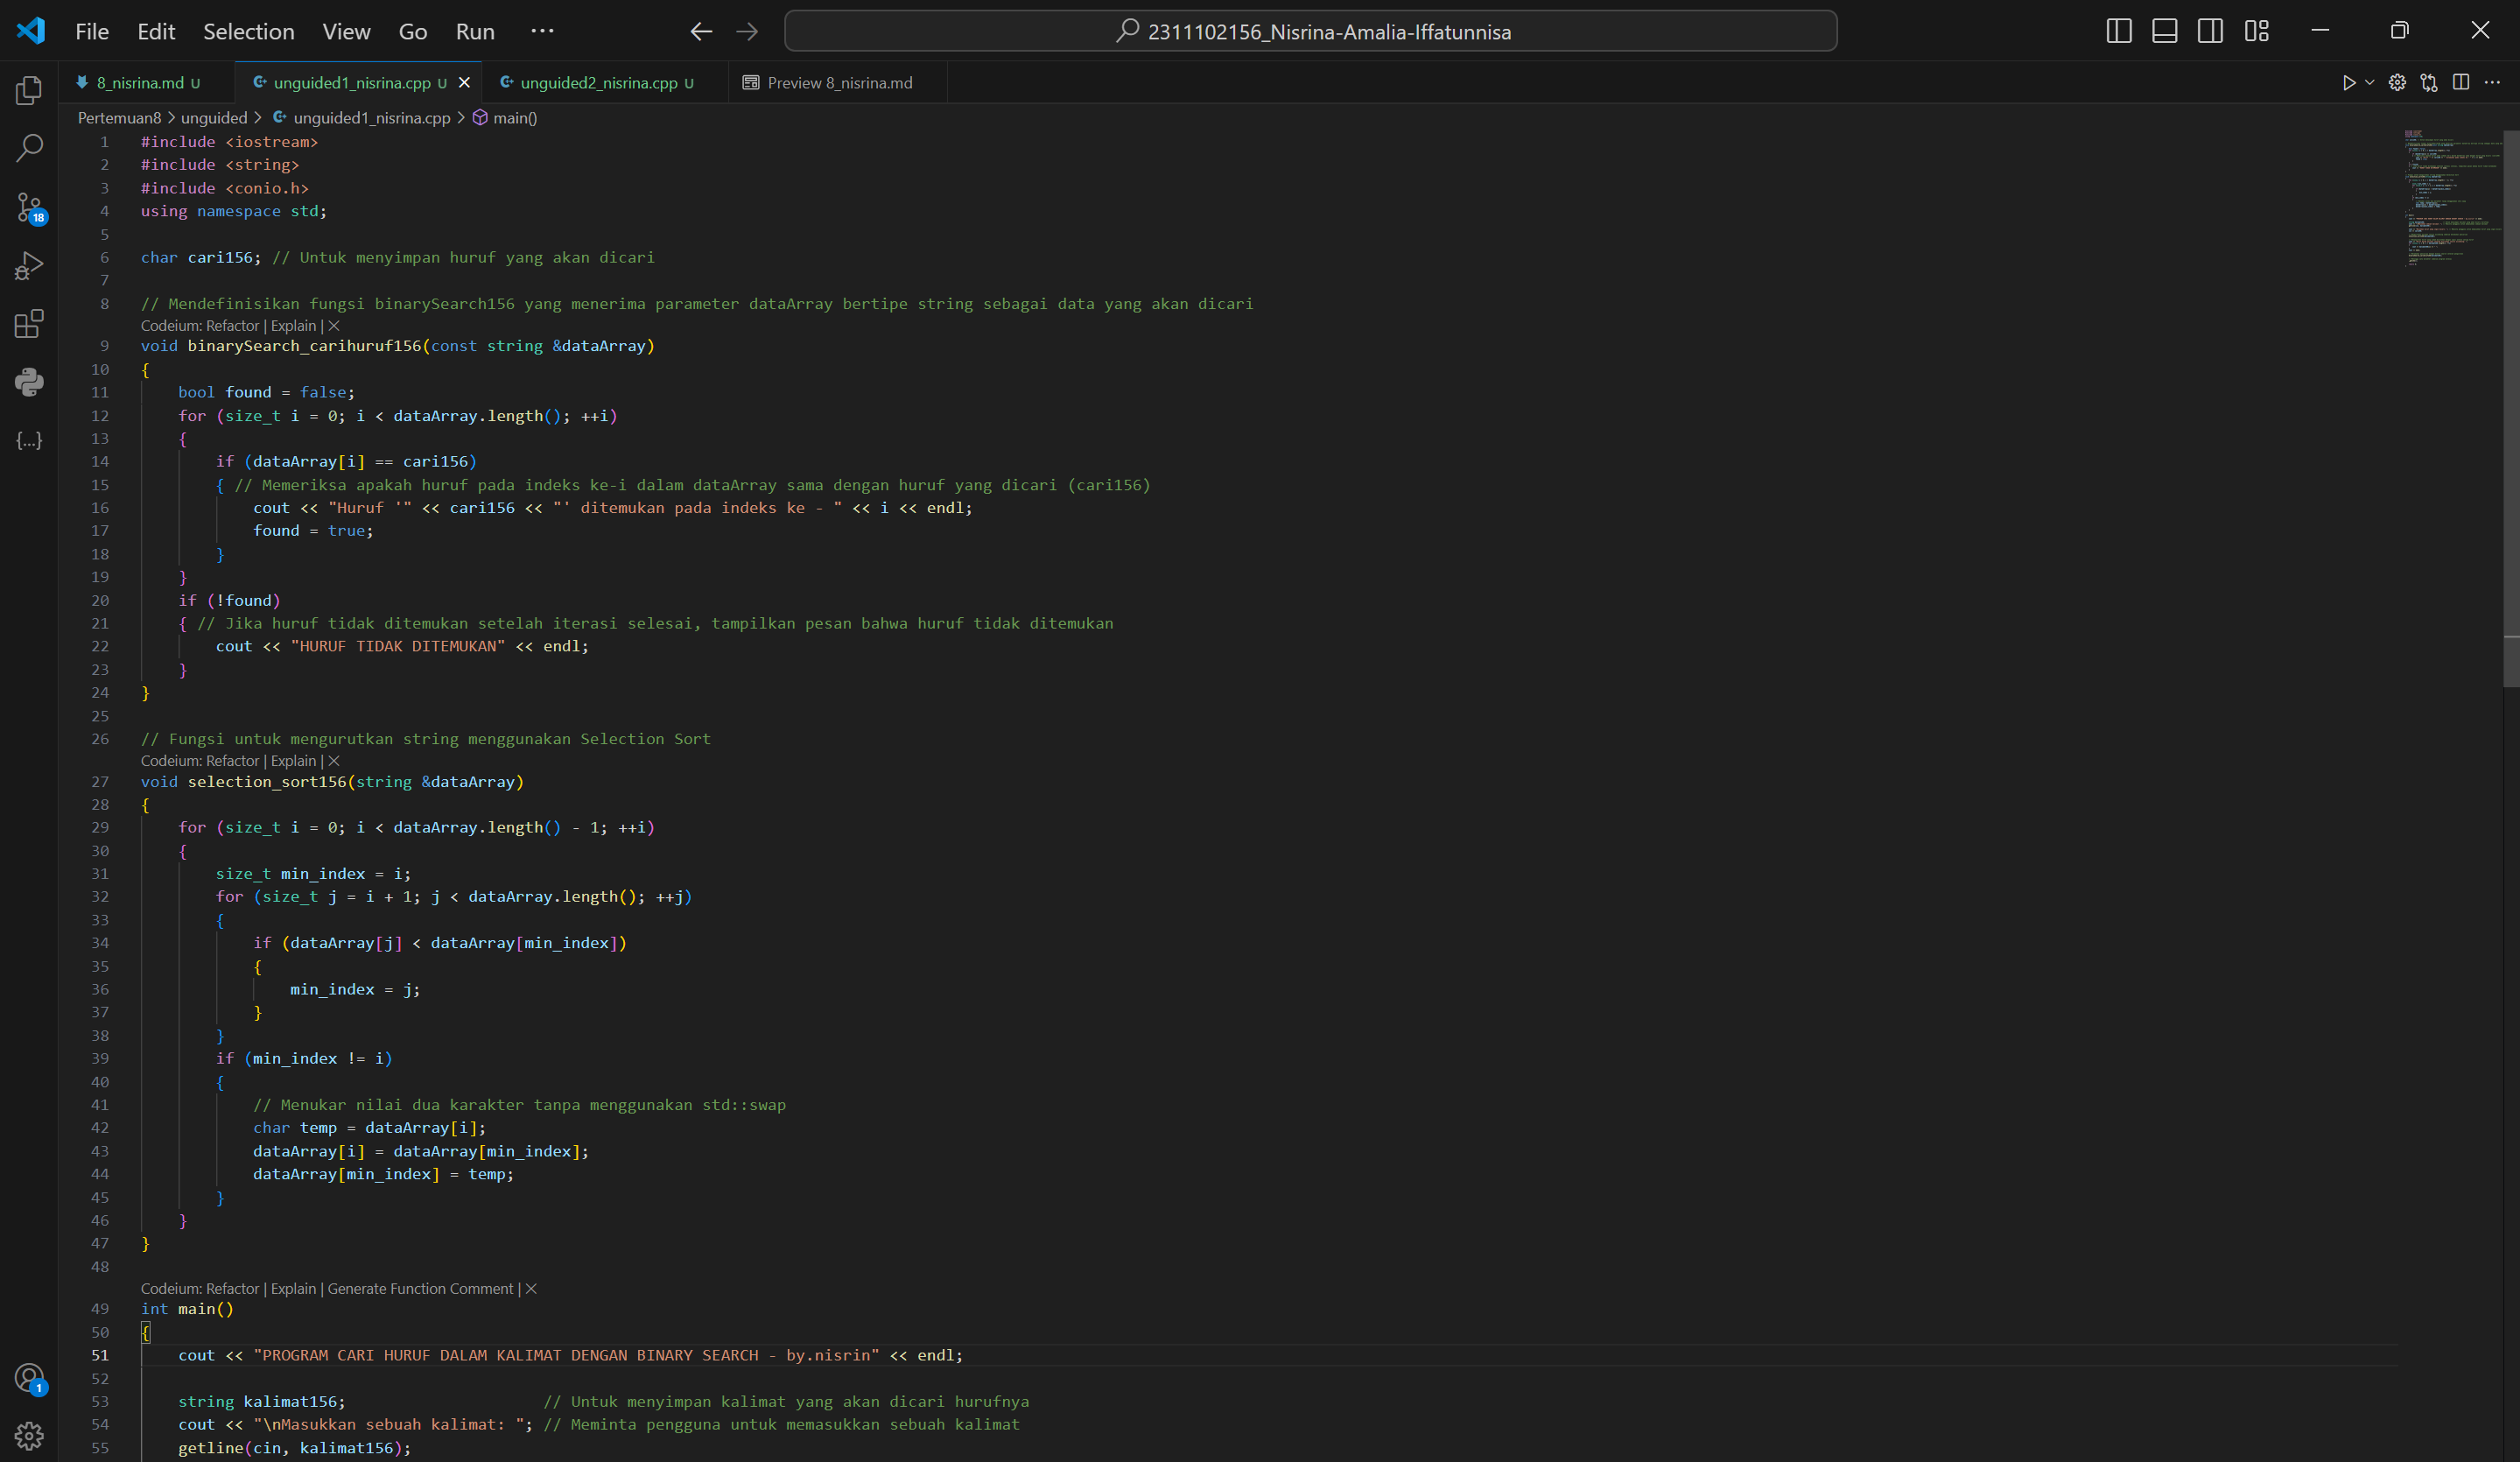 File Edit Selection View Go Run ···
2311102156_Nisrina-Amalia-Iffatunnisa
8_nisrina.md U
unguided1_nisrina.cpp U
unguided2_nisrina.cpp U
Preview 8_nisrina.md
Pertemuan8 > unguided > unguided1_nisrina.cpp > main()
1 #include <iostream>
2 #include <string>
3 #include <conio.h>
4 using namespace std;
5
6 char cari156; // Untuk menyimpan huruf yang akan dicari
7
8 // Mendefinisikan fungsi binarySearch156 yang menerima parameter dataArray bertipe string sebagai data yang akan dicari
Codeium: Refactor | Explain | X
9 void binarySearch_carihuruf156(const string &dataArray)
10 {
11     bool found = false;
12     for (size_t i = 0; i < dataArray.length(); ++i)
13     {
14         if (dataArray[i] == cari156)
15         { // Memeriksa apakah huruf pada indeks ke-i dalam dataArray sama dengan huruf yang dicari (cari156)
16             cout << "Huruf '" << cari156 << "' ditemukan pada indeks ke - " << i << endl;
17             found = true;
18         }
19     }
20     if (!found)
21     { // Jika huruf tidak ditemukan setelah iterasi selesai, tampilkan pesan bahwa huruf tidak ditemukan
22         cout << "HURUF TIDAK DITEMUKAN" << endl;
23     }
24 }
25
26 // Fungsi untuk mengurutkan string menggunakan Selection Sort
Codeium: Refactor | Explain | X
27 void selection_sort156(string &dataArray)
28 {
29     for (size_t i = 0; i < dataArray.length() - 1; ++i)
30     {
31         size_t min_index = i;
32         for (size_t j = i + 1; j < dataArray.length(); ++j)
33         {
34             if (dataArray[j] < dataArray[min_index])
35             {
36                 min_index = j;
37             }
38         }
39         if (min_index != i)
40         {
41             // Menukar nilai dua karakter tanpa menggunakan std::swap
42             char temp = dataArray[i];
43             dataArray[i] = dataArray[min_index];
44             dataArray[min_index] = temp;
45         }
46     }
47 }
48
Codeium: Refactor | Explain | Generate Function Comment | X
49 int main()
50 {
51     cout << "PROGRAM CARI HURUF DALAM KALIMAT DENGAN BINARY SEARCH - by.nisrin" << endl;
52
53     string kalimat156;                     // Untuk menyimpan kalimat yang akan dicari hurufnya
54     cout << "\nMasukkan sebuah kalimat: "; // Meminta pengguna untuk memasukkan sebuah kalimat
55     getline(cin, kalimat156);
18
1